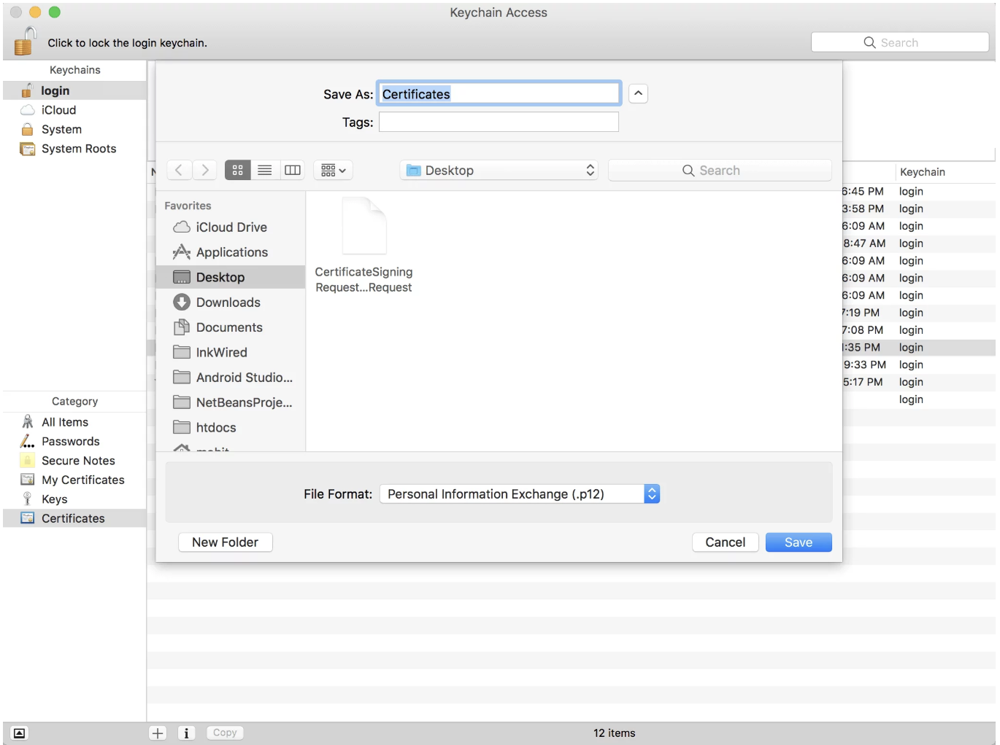 Keychain Access
Click to lock the login keychain.
Search
Keychains
login
iCloud
System
System Roots
Save As: Certificates
Tags:
Desktop
Search
Keychain
Favorites
iCloud Drive
Applications
Desktop
Downloads
Documents
InkWired
Android Studio...
NetBeansProje...
htdocs
CertificateSigning
Request...Request
6:45 PM login
3:58 PM login
6:09 AM login
8:47 AM login
6:09 AM login
6:09 AM login
6:09 AM login
7:19 PM login
7:08 PM login
:35 PM login
9:33 PM login
5:17 PM login
login
Category
All Items
Passwords
Secure Notes
My Certificates
Keys
Certificates
File Format: Personal Information Exchange (.p12)
New Folder
Cancel
Save
Copy
12 items